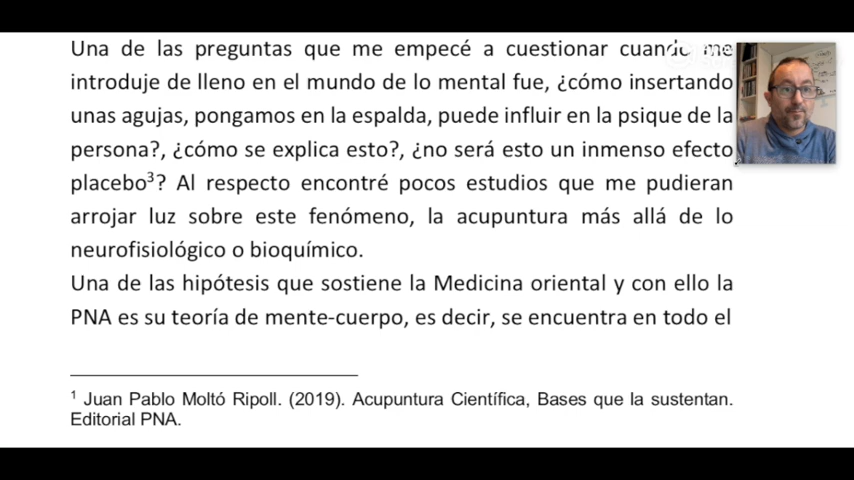 Una de las preguntas que me empecé a cuestionar cuando me
introduje de lleno en el mundo de lo mental fue, ¿cómo insertando
unas agujas, pongamos en la espalda, puede influir en la psique de la
persona?, ¿cómo se explica esto?, ¿no será esto un inmenso efecto
placebo³? Al respecto encontré pocos estudios que me pudieran
arrojar luz sobre este fenómeno, la acupuntura más allá de lo
neurofisiológico o bioquímico.
Una de las hipótesis que sostiene la Medicina oriental y con ello la
PNA es su teoría de mente-cuerpo, es decir, se encuentra en todo el
¹ Juan Pablo Moltó Ripoll. (2019). Acupuntura Científica, Bases que la sustentan.
Editorial PNA.